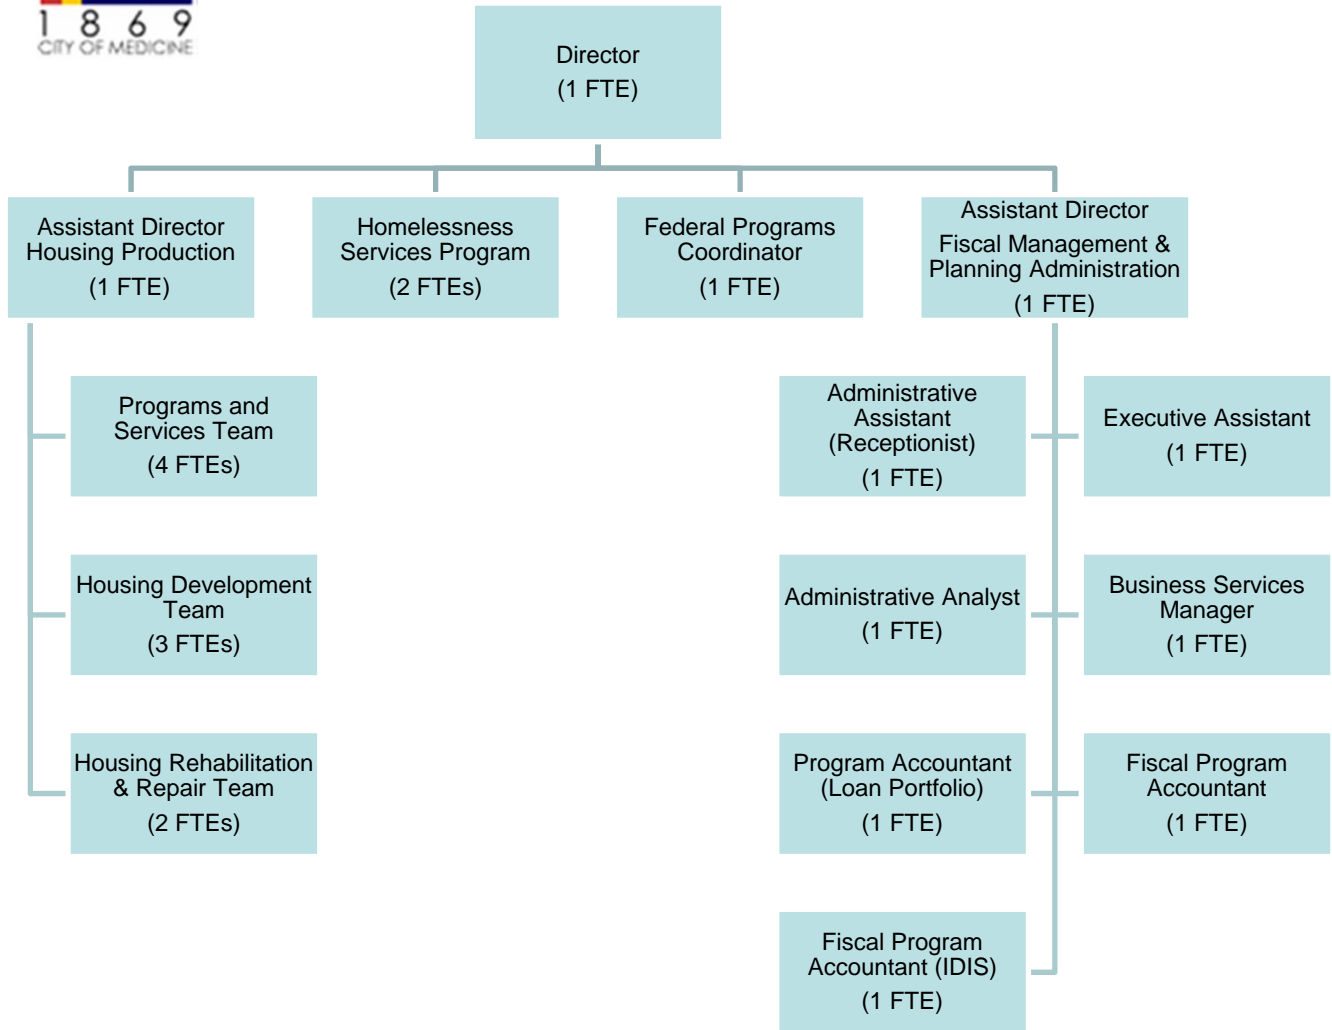 1 8 6 9
CITY OF MEDICINE
Director
(1 FTE)
Assistant Director
Housing Production
(1 FTE)
Homelessness
Services Program
(2 FTEs)
Federal Programs
Coordinator
(1 FTE)
Assistant Director
Fiscal Management &
Planning Administration
(1 FTE)
Programs and
Services Team
(4 FTEs)
Housing Development
Team
(3 FTEs)
Housing Rehabilitation
& Repair Team
(2 FTEs)
Administrative
Assistant
(Receptionist)
(1 FTE)
Executive Assistant
(1 FTE)
Administrative Analyst
(1 FTE)
Business Services
Manager
(1 FTE)
Program Accountant
(Loan Portfolio)
(1 FTE)
Fiscal Program
Accountant
(1 FTE)
Fiscal Program
Accountant (IDIS)
(1 FTE)